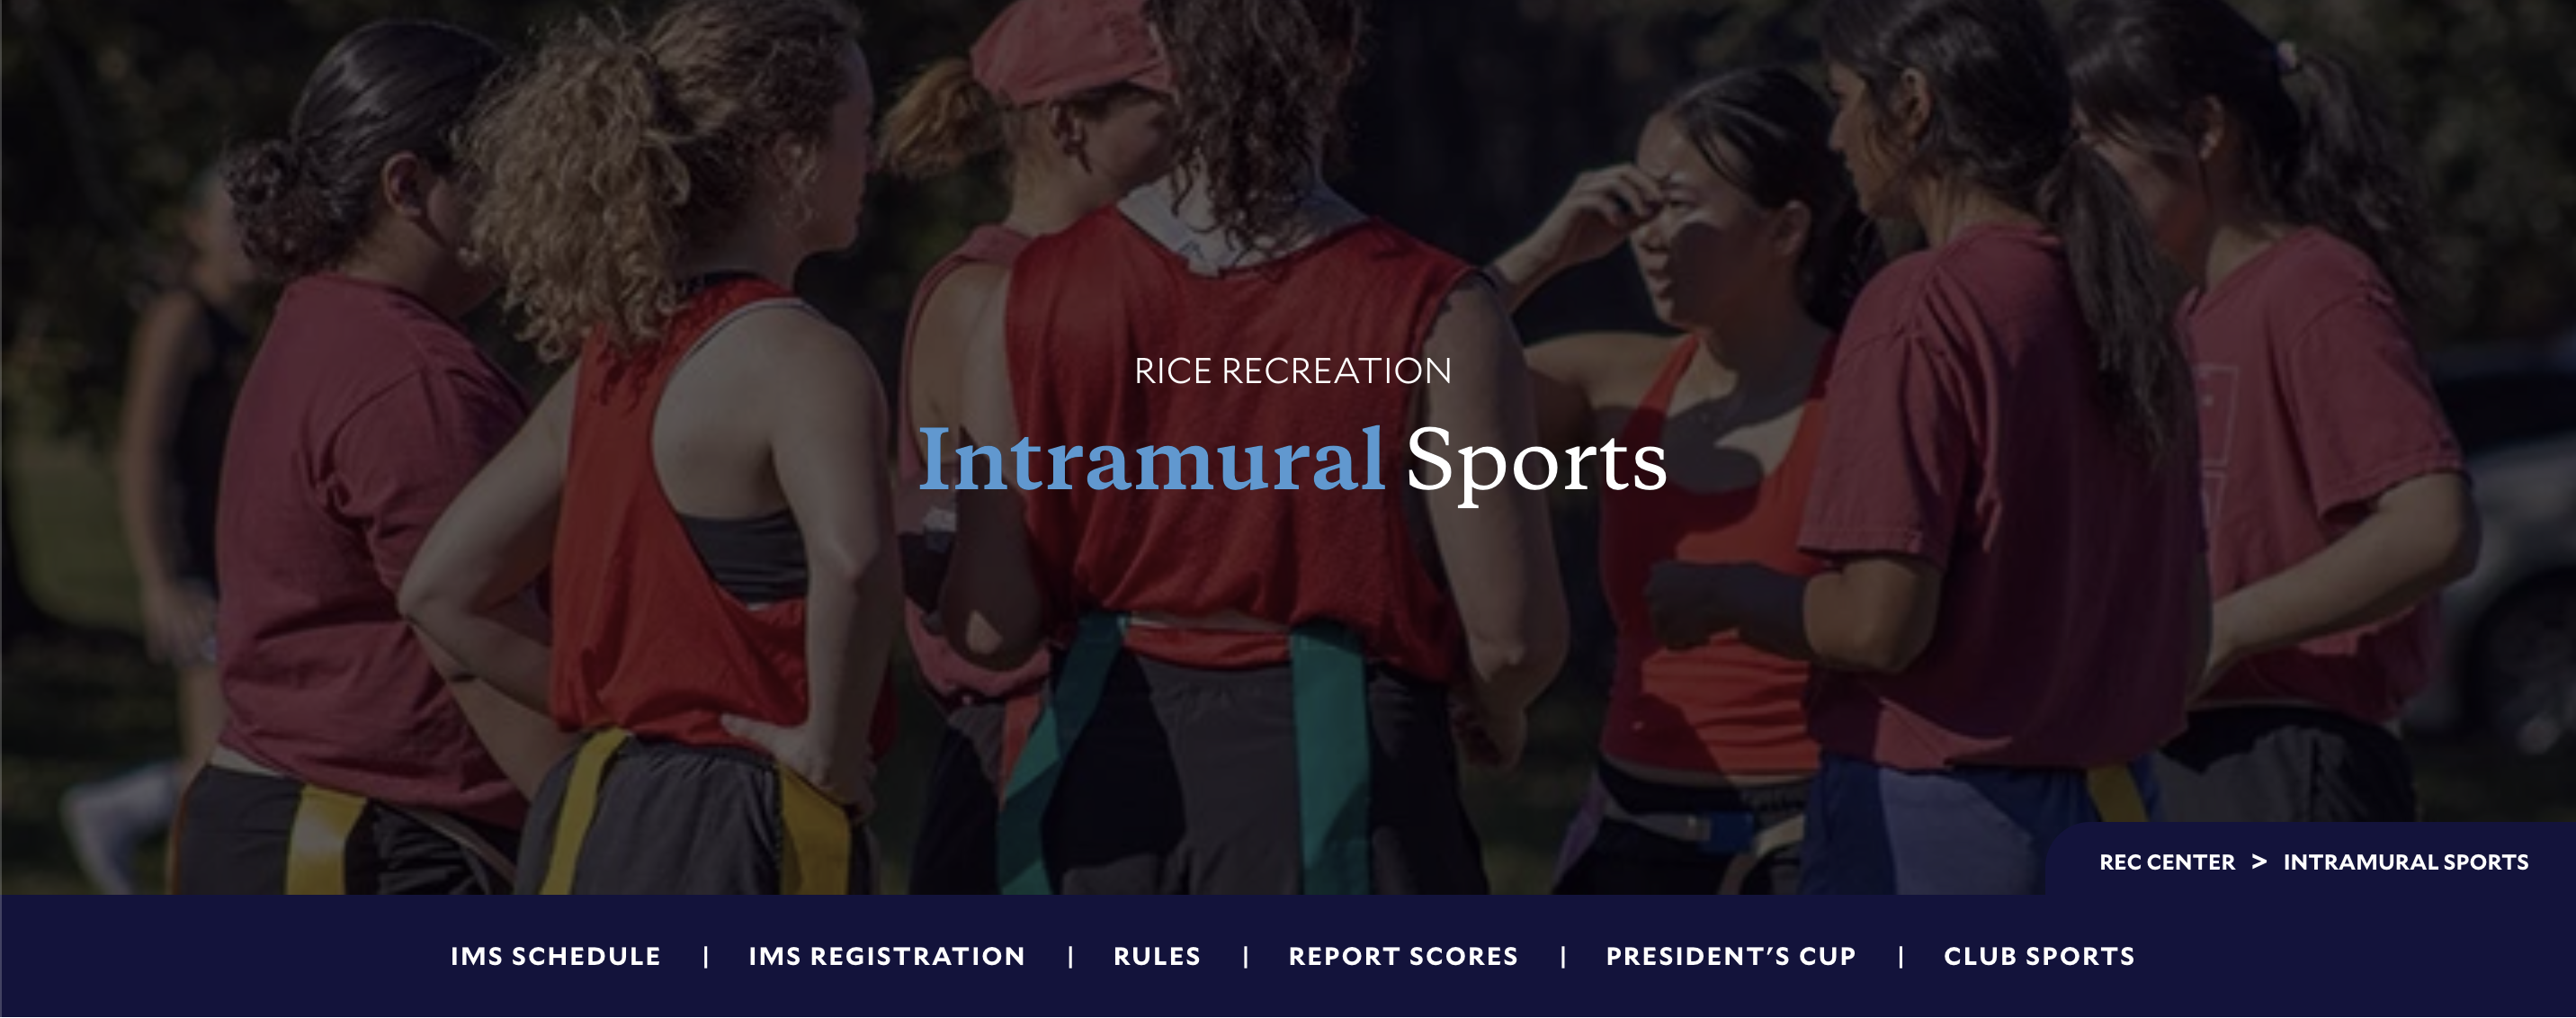 RICE RECREATION
Intramural Sports
REC CENTER > INTRAMURAL SPORTS
IMS SCHEDULE | IMS REGISTRATION | RULES | REPORT SCORES | PRESIDENT'S CUP | CLUB SPORTS